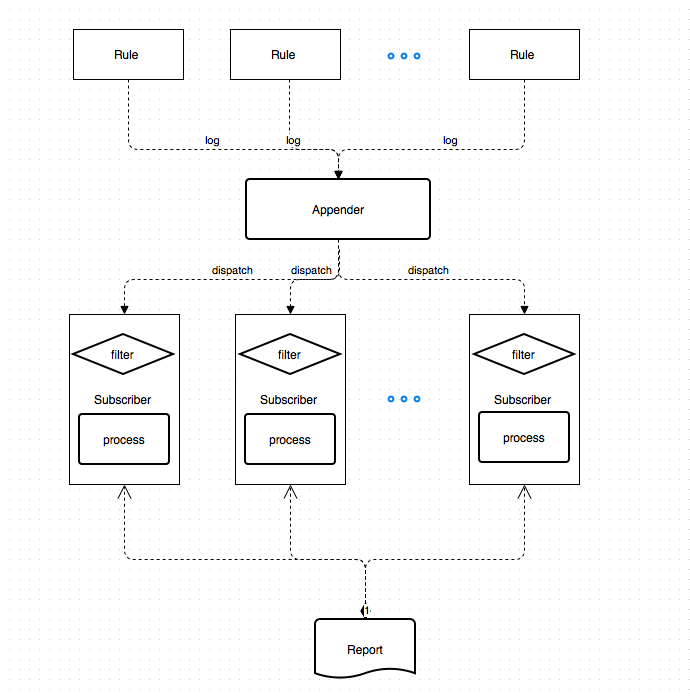 Rule
Rule
Rule
log
log
log
Appender
dispatch
dispatch
dispatch
filter
filter
filter
Subscriber
Subscriber
Subscriber
process
process
process
1
Report